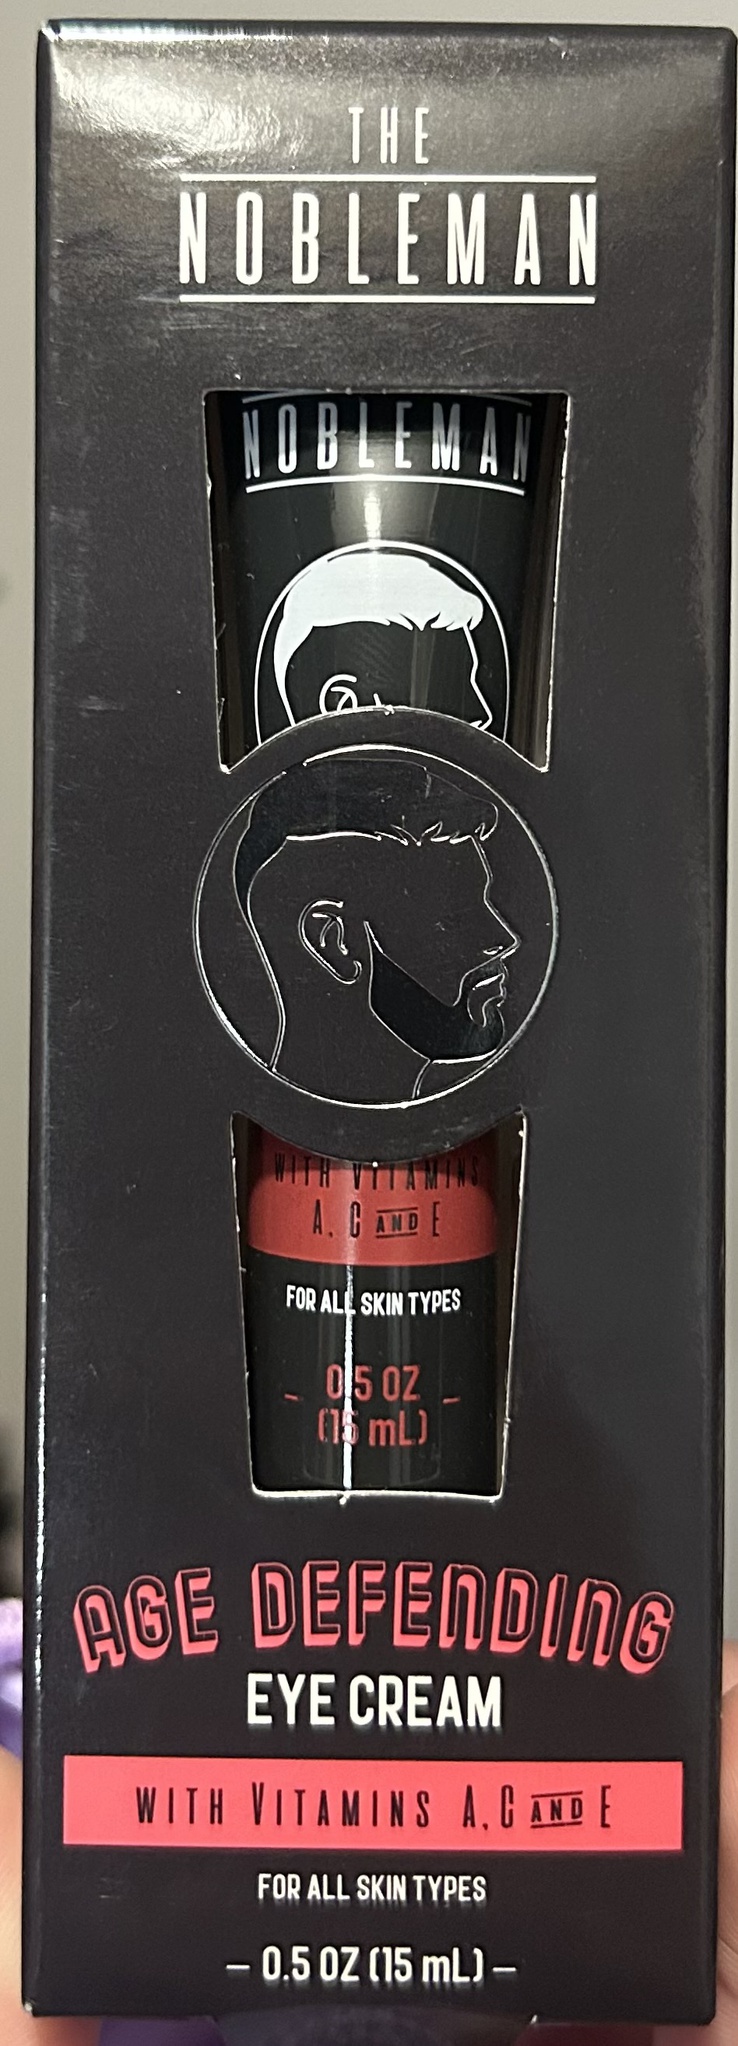 THE
NOBLEMAN
NOBLEMAN
WITH VITAMINS
A, C AND E
FOR ALL SKIN TYPES
0.5 OZ
(15 mL)
AGE DEFENDING
EYE CREAM
WITH VITAMINS A, C AND E
FOR ALL SKIN TYPES
– 0.5 OZ (15 mL) –